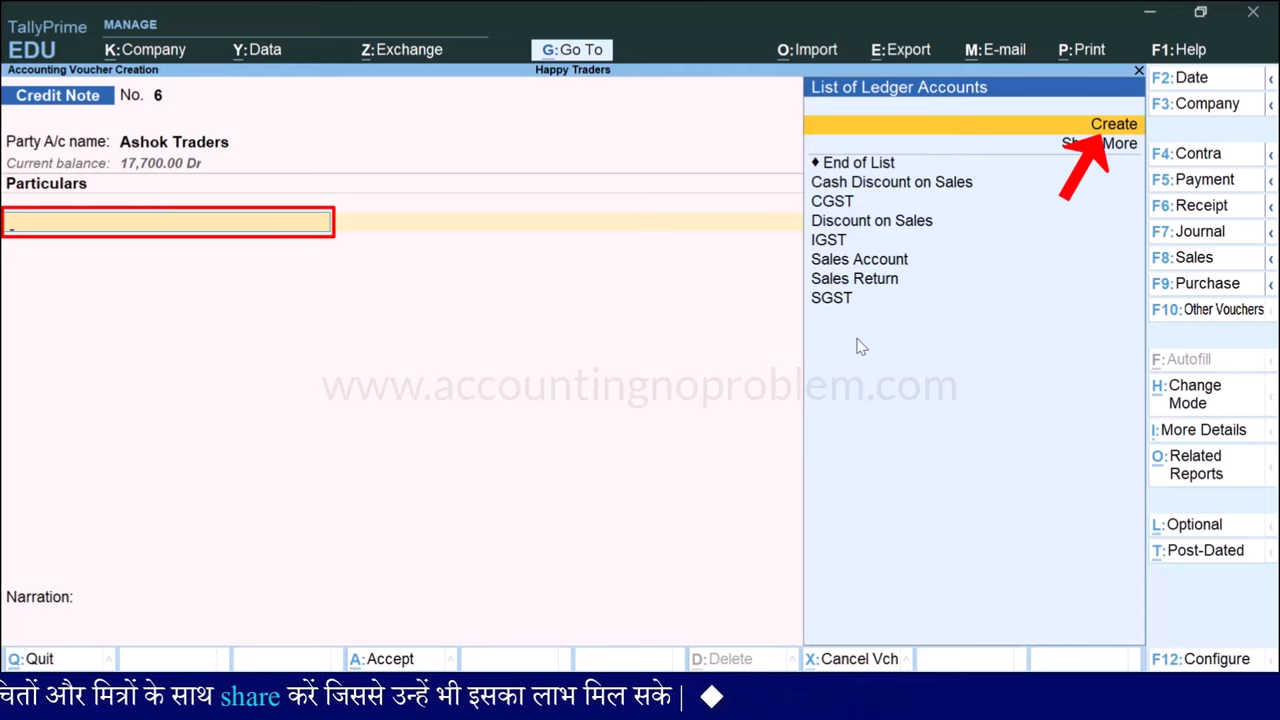 TallyPrime
MANAGE
EDU
K:Company
Y:Data
Z:Exchange
G:Go To
O:Import
E:Export
M:E-mail
P:Print
F1:Help
Accounting Voucher Creation
Happy Traders
Credit Note No. 6
Party A/c name: Ashok Traders
Current balance: 17,700.00 Dr
Particulars
Narration:
List of Ledger Accounts
Create
More
♦ End of List
Cash Discount on Sales
CGST
Discount on Sales
IGST
Sales Account
Sales Return
SGST
F2:Date
F3:Company
F4:Contra
F5:Payment
F6:Receipt
F7:Journal
F8:Sales
F9:Purchase
F10:Other Vouchers
F:Autofill
H:Change
Mode
I:More Details
O:Related
Reports
L:Optional
T:Post-Dated
www.accountingnoproblem.com
Q:Quit
A:Accept
D:Delete
X:Cancel Vch
F12:Configure
चितों और मित्रों के साथ share करें जिससे उन्हें भी इसका लाभ मिल सके |